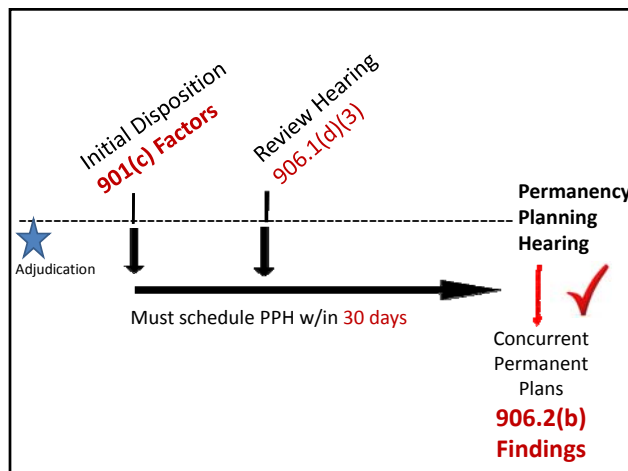 Initial Disposition
901(c) Factors
Review Hearing
906.1(d)(3)
Permanency
Planning
Hearing
Adjudication
Must schedule PPH w/in 30 days
Concurrent
Permanent
Plans
906.2(b)
Findings